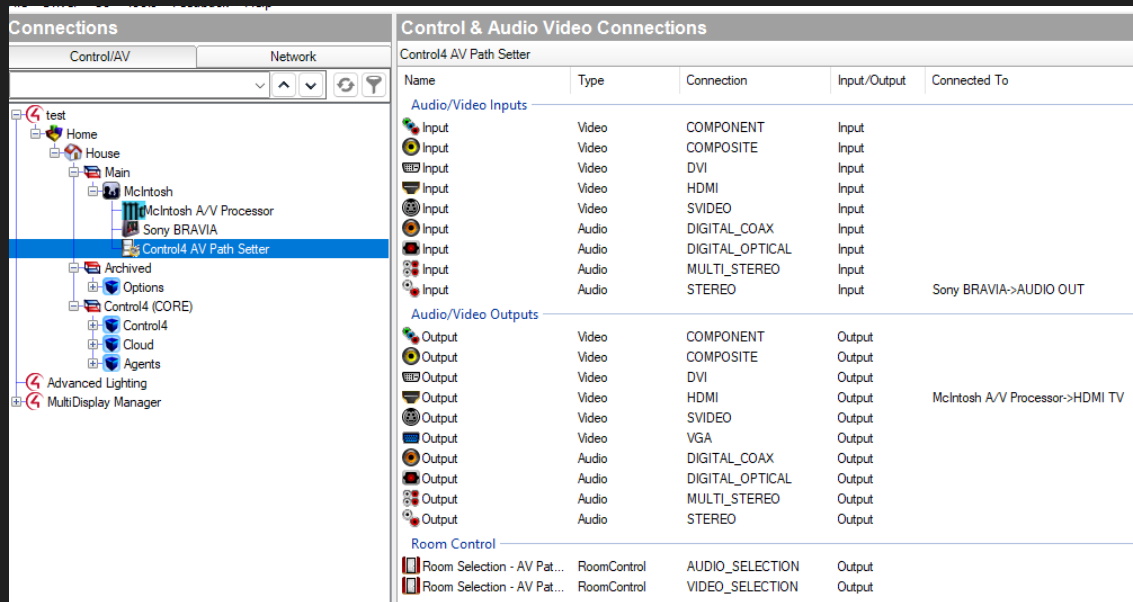 Connections
Control & Audio Video Connections
Control/AV Network
Control4 AV Path Setter
Name Type Connection Input/Output Connected To
test
Home
House
Main
McIntosh
McIntosh A/V Processor
Sony BRAVIA
Control4 AV Path Setter
Archived
Options
Control4 (CORE)
Control4
Cloud
Agents
Advanced Lighting
MultiDisplay Manager
Audio/Video Inputs
Input Video COMPONENT Input
Input Video COMPOSITE Input
Input Video DVI Input
Input Video HDMI Input
Input Video SVIDEO Input
Input Audio DIGITAL_COAX Input
Input Audio DIGITAL_OPTICAL Input
Input Audio MULTI_STEREO Input
Input Audio STEREO Input Sony BRAVIA->AUDIO OUT
Audio/Video Outputs
Output Video COMPONENT Output
Output Video COMPOSITE Output
Output Video DVI Output
Output Video HDMI Output McIntosh A/V Processor->HDMI TV
Output Video SVIDEO Output
Output Video VGA Output
Output Audio DIGITAL_COAX Output
Output Audio DIGITAL_OPTICAL Output
Output Audio MULTI_STEREO Output
Output Audio STEREO Output
Room Control
Room Selection - AV Pat... RoomControl AUDIO_SELECTION Output
Room Selection - AV Pat... RoomControl VIDEO_SELECTION Output